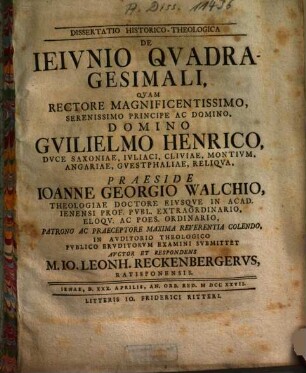 A. Diss. 1436
DISSERTATIO HISTORICO-THEOLOGICA
DE
IEIVNIO QVADRA-
GESIMALI,
QVAM
RECTORE MAGNIFICENTISSIMO,
SERENISSIMO PRINCIPE AC DOMINO,
DOMINO
GVILIELMO HENRICO,
DVCE SAXONIAE, IVLIACI, CLIVIAE, MONTIVM,
ANGARIAE, GVESTPHALIAE, RELIQVA.
PRAESIDE
IOANNE GEORGIO WALCHIO,
THEOLOGIAE DOCTORE EIVSQVE IN ACAD.
IENENSI PROF. PVBL. EXTRAORDINARIO,
ELOQV. AC POES. ORDINARIO,
PATRONO AC PRAECEPTORE MAXIMA REVERENTIA COLENDO,
IN AVDITORIO THEOLOGICO
PVBLICO ERVDITORVM EXAMINI SVBMITTET
AVCTOR ET RESPONDENS
M. IO. LEONH. RECKENBERGERVS,
RATISPONENSIS.
IENAE, D. XXX. APRILIS, AN. ORB. RED. M DCC XXVII.
LITTERIS IO. FRIDERICI RITTERI.